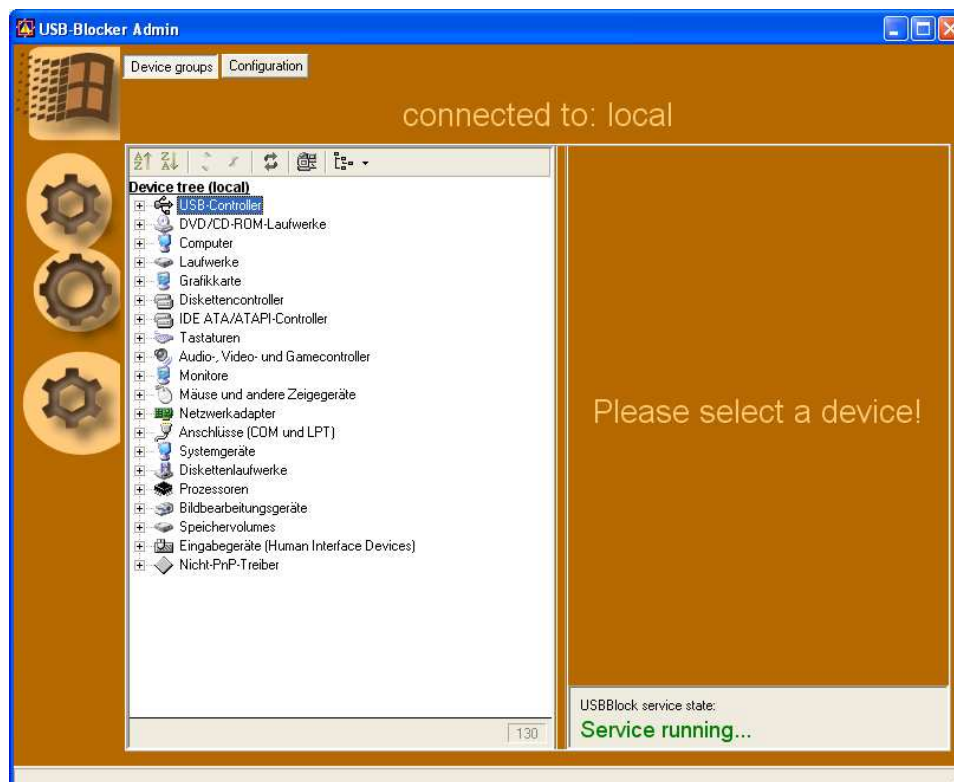 USB-Blocker Admin
Device groups
Configuration
connected to: local
Device tree (local)
USB-Controller
DVD/CD-ROM-Laufwerke
Computer
Laufwerke
Grafikkarte
Diskettencontroller
IDE ATA/ATAPI-Controller
Tastaturen
Audio-, Video- und Gamecontroller
Monitore
Mäuse und andere Zeigegeräte
Netzwerkadapter
Anschlüsse (COM und LPT)
Systemgeräte
Diskettenlaufwerke
Prozessoren
Bildbearbeitungsgeräte
Speichervolumes
Eingabegeräte (Human Interface Devices)
Nicht-PnP-Treiber
130
Please select a device!
USBBlock service state:
Service running...